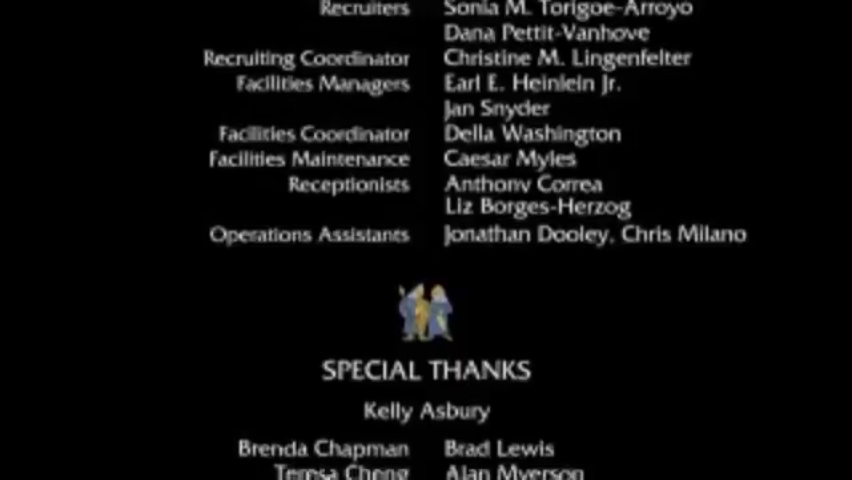 Recruiters Sonia M. Torigoe-Arroyo
Dana Pettit-Vanhove
Recruiting Coordinator Christine M. Lingenfelter
Facilities Managers Earl E. Heinlein Jr.
Jan Snyder
Facilities Coordinator Della Washington
Facilities Maintenance Caesar Myles
Receptionists Anthony Correa
Liz Borges-Herzog
Operations Assistants Jonathan Dooley, Chris Milano
SPECIAL THANKS
Kelly Asbury
Brenda Chapman Brad Lewis
Teresa Cheng Alan Myerson